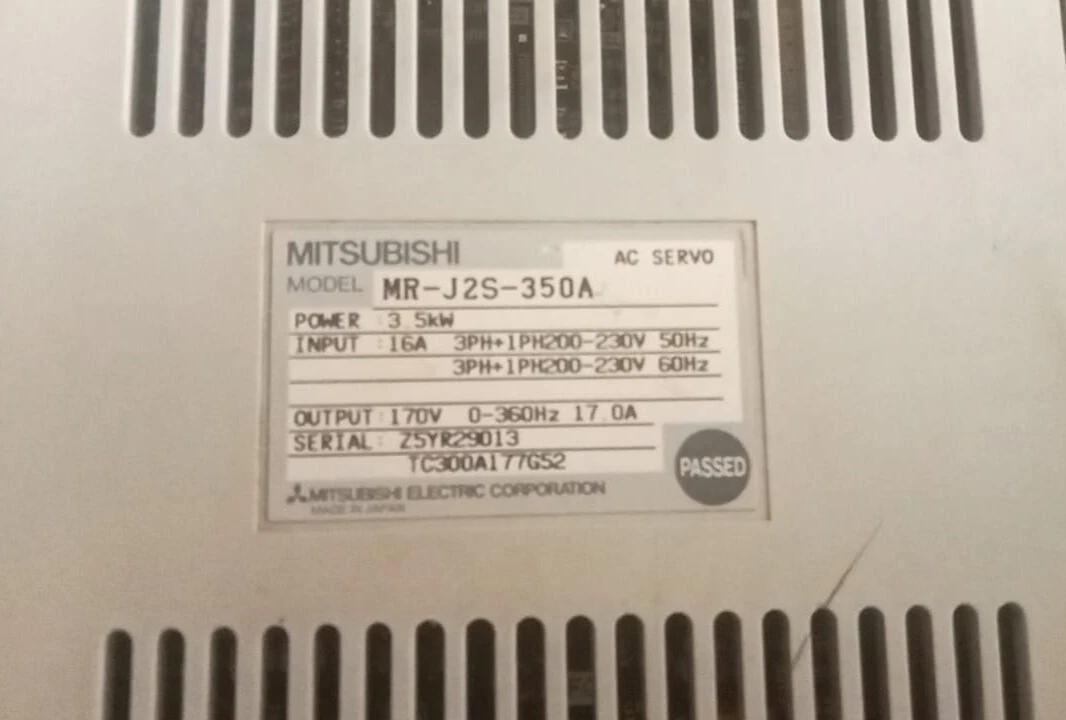 MITSUBISHI
AC SERVO
MODEL MR-J2S-350A
POWER : 3.5kW
INPUT : 16A 3PH+1PH200-230V 50Hz
3PH+1PH200-230V 60Hz
OUTPUT : 170V 0-360Hz 17.0A
SERIAL : Z5YR29013
TC300A177G52
PASSED
MITSUBISHI ELECTRIC CORPORATION
MADE IN JAPAN